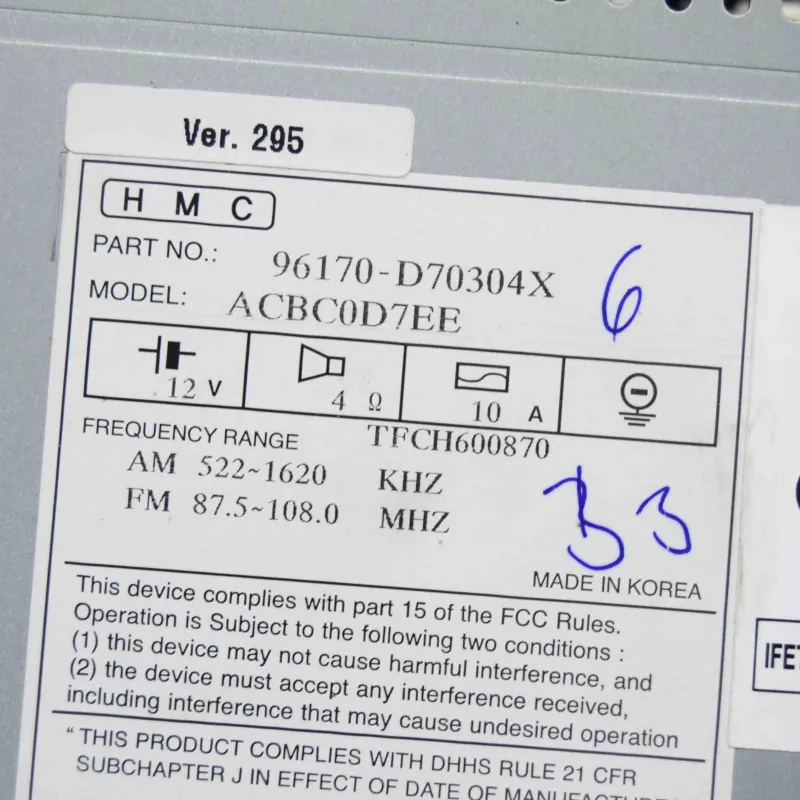 Ver. 295
H M C
PART NO.: 96170-D70304X
6
MODEL: ACBC0D7EE
12 V 4 Ω 10 A
FREQUENCY RANGE TFCH600870
AM 522~1620 KHZ
FM 87.5~108.0 MHZ
33
MADE IN KOREA
This device complies with part 15 of the FCC Rules.
Operation is Subject to the following two conditions :
(1) this device may not cause harmful interference, and
(2) the device must accept any interference received,
including interference that may cause undesired operation
IFET
"THIS PRODUCT COMPLIES WITH DHHS RULE 21 CFR
SUBCHAPTER J IN EFFECT OF DATE OF MANUFACTURE